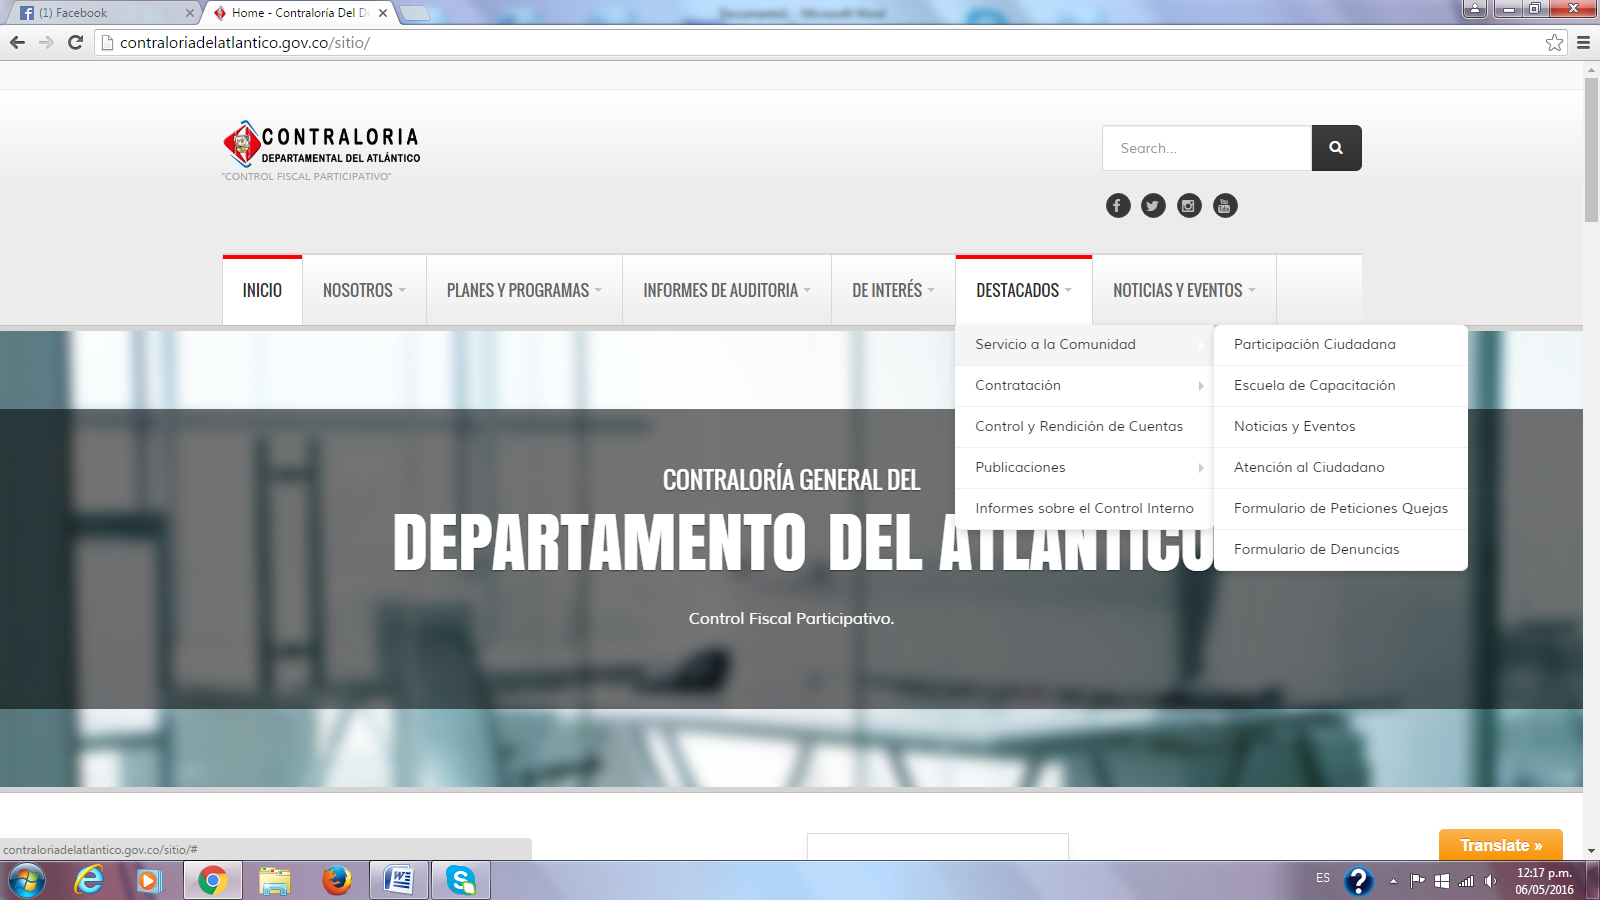 (1) Facebook
Home - Contraloría Del De
contraloriadelatlantico.gov.co/sitio/
CONTRALORIA
DEPARTAMENTAL DEL ATLÁNTICO
"CONTROL FISCAL PARTICIPATIVO"
Search...
You
Tube
INICIO
NOSOTROS
PLANES Y PROGRAMAS
INFORMES DE AUDITORIA
DE INTERÉS
DESTACADOS
NOTICIAS Y EVENTOS
Servicio a la Comunidad
Contratación
Control y Rendición de Cuentas
Publicaciones
Informes sobre el Control Interno
Participación Ciudadana
Escuela de Capacitación
Noticias y Eventos
Atención al Ciudadano
Formulario de Peticiones Quejas
Formulario de Denuncias
CONTRALORÍA GENERAL DEL
DEPARTAMENTO DEL ATLÁNTICO
Control Fiscal Participativo.
Translate »
contraloriadelatlantico.gov.co/sitio/#
ES
12:17 p.m.
06/05/2016